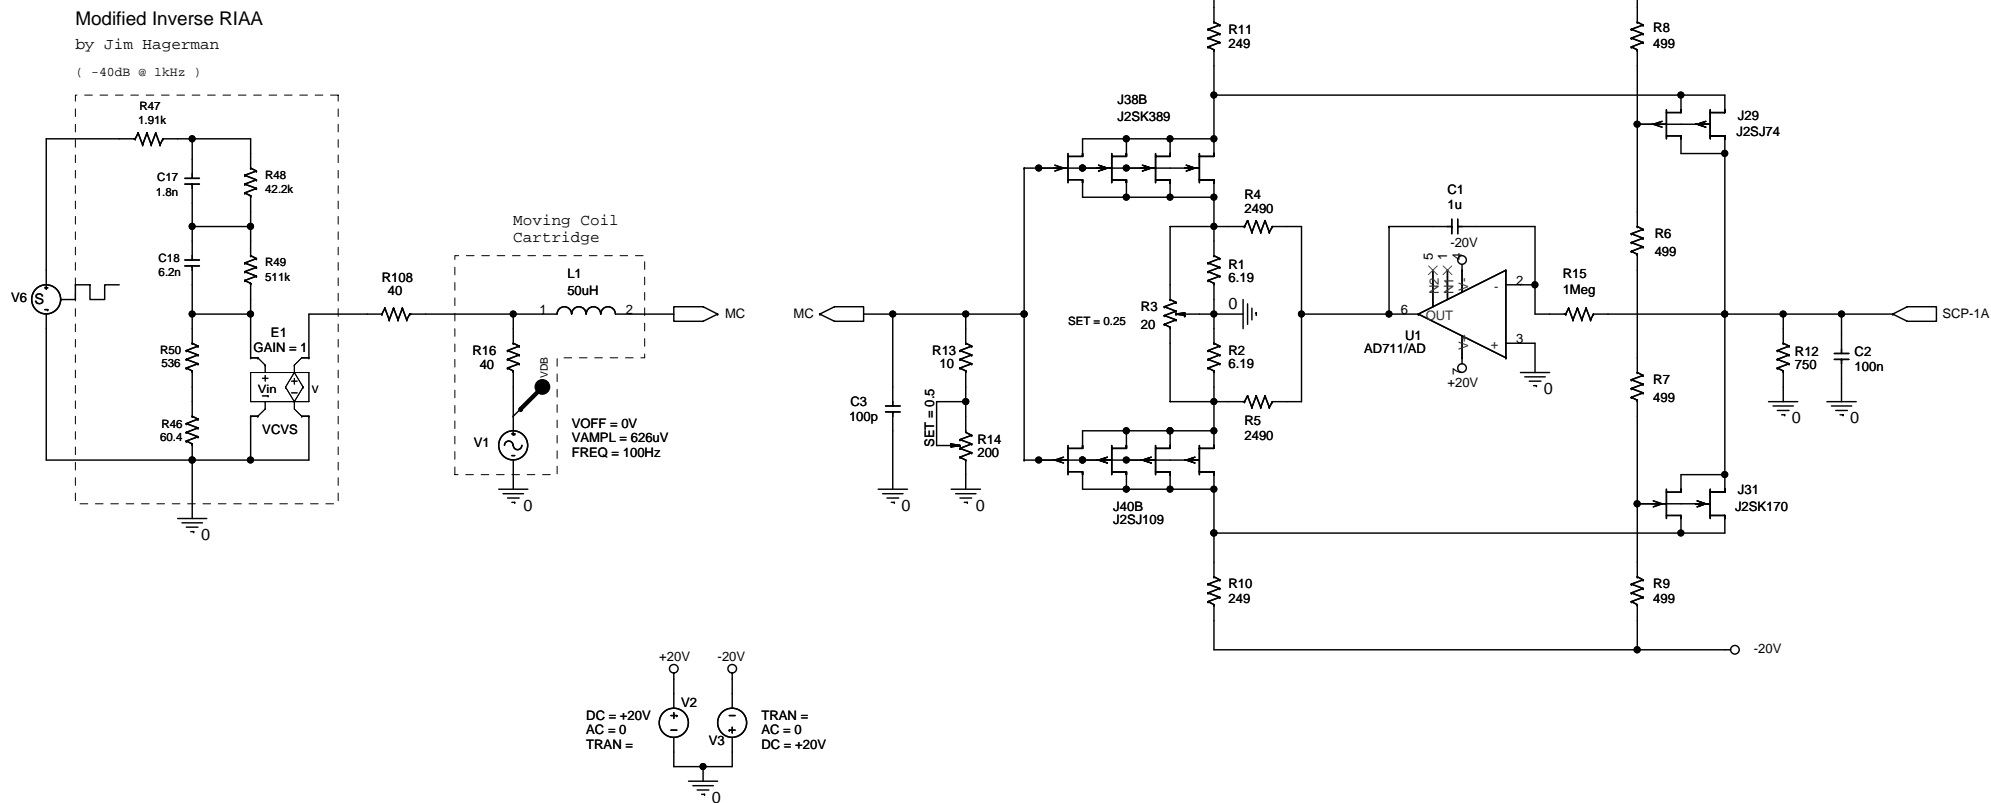 Modified Inverse RIAA
by Jim Hagerman
( -40dB @ 1kHz )
R47
1.91k
C17
1.8n
R48
42.2k
C18
6.2n
R49
511k
V6
S
R50
536
E1
GAIN = 1
+
Vin
-
+
-
V
VCVS
R46
60.4
0
R108
40
Moving Coil
Cartridge
L1
50uH
1
2
MC
R16
40
VDB
V1
VOFF = 0V
VAMPL = 626uV
FREQ = 100Hz
0
+20V
-20V
V2
+
-
DC = +20V
AC = 0
TRAN =
-
+
V3
TRAN =
AC = 0
DC = +20V
0
MC
C3
100p
0
R13
10
SET = 0.5
R14
200
0
J38B
J2SK389
R11
249
R4
2490
R1
6.19
R3
20
SET = 0.25
0
R2
6.19
R5
2490
J40B
J2SJ109
R10
249
C1
1u
-20V
5
1
4
N2
N1
V-
2
-
6
OUT
U1
AD711/AD
+
3
V+
7
+20V
0
R15
1Meg
R8
499
J29
J2SJ74
R6
499
R7
499
J31
J2SK170
R9
499
-20V
R12
750
0
C2
100n
0
SCP-1A